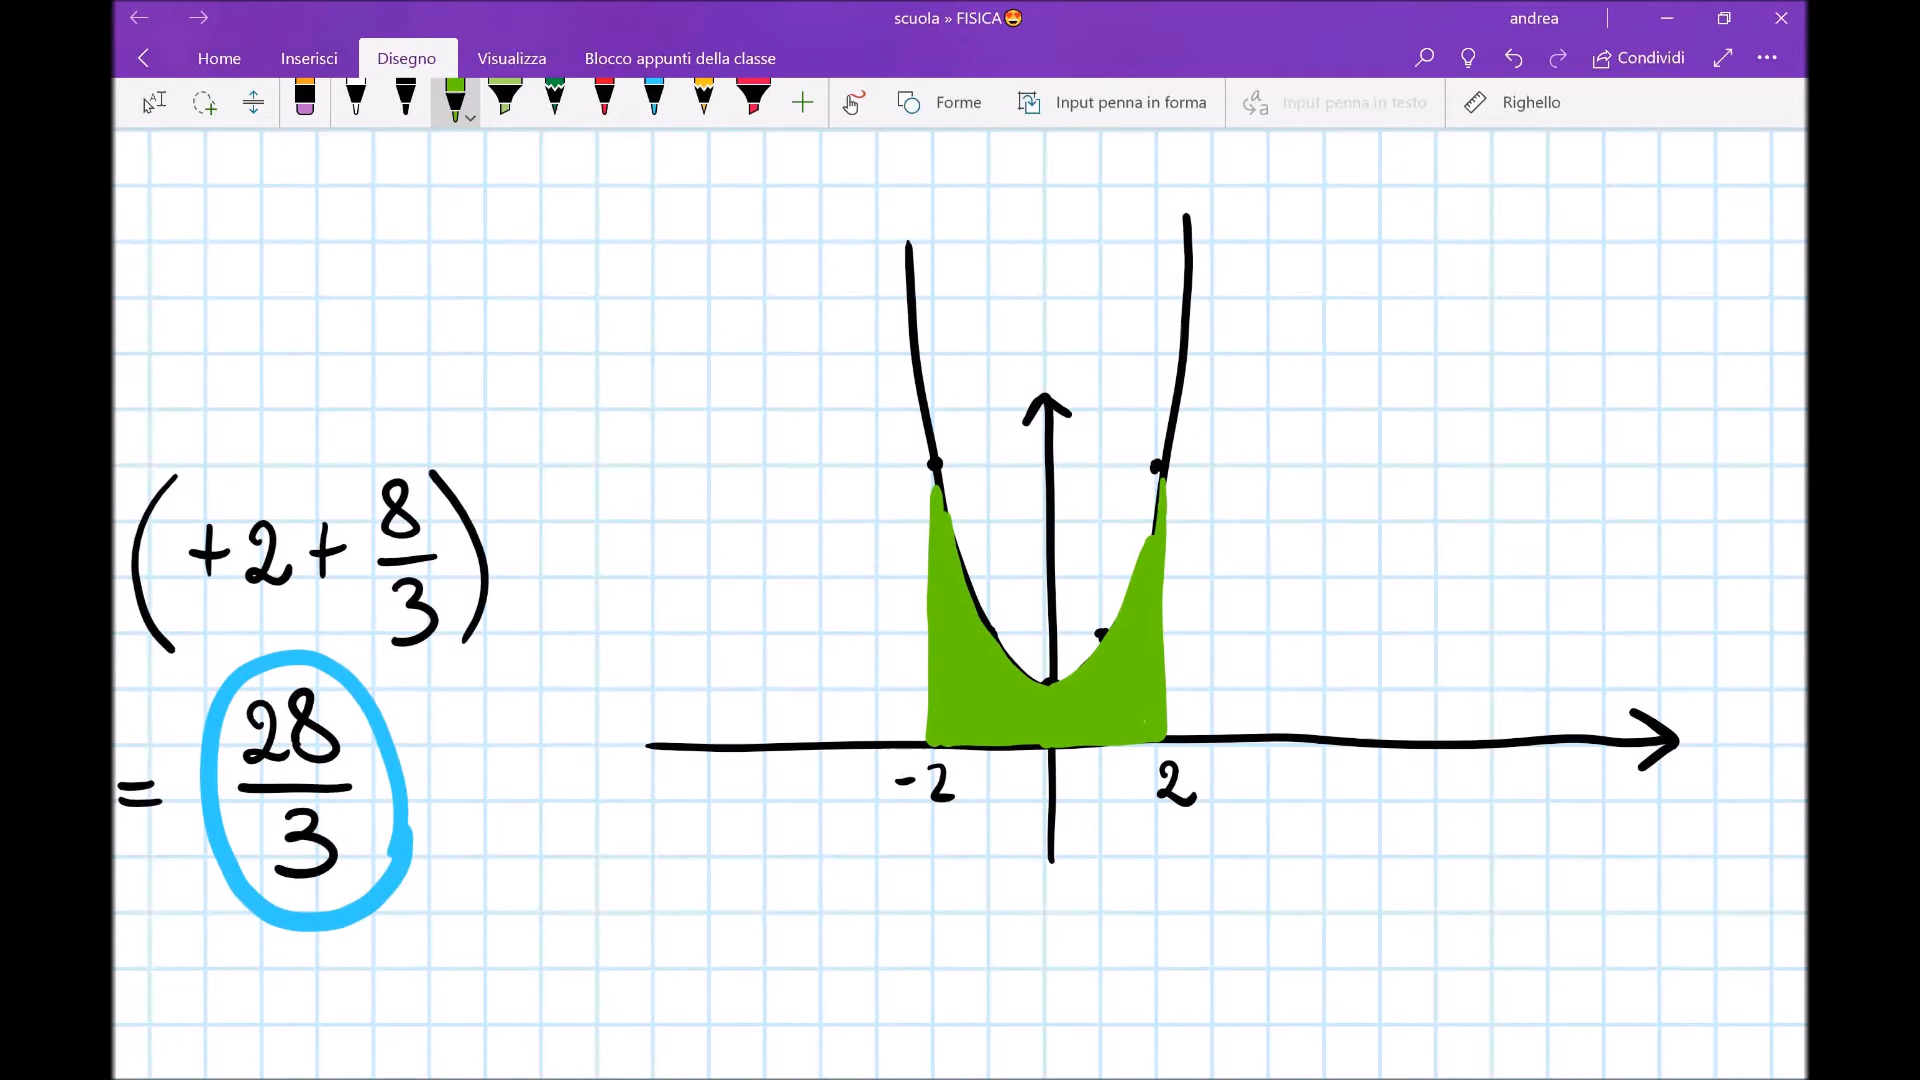 scuola » FISICA😍
andrea
Home Inserisci Disegno Visualizza Blocco appunti della classe Condividi
Forme Input penna in forma Input penna in testo Righello
(+2+8/3)
= 28/3
-2 2